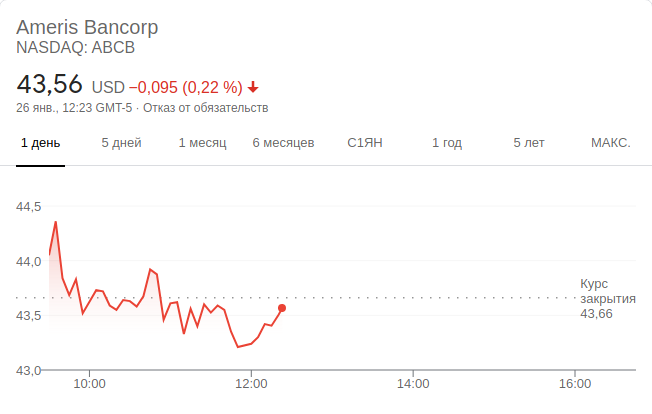 Ameris Bancorp
NASDAQ: ABCB
43,56 USD −0,095 (0,22 %)
26 янв., 12:23 GMT-5 · Отказ от обязательств
1 день 5 дней 1 месяц 6 месяцев С1ЯН 1 год 5 лет МАКС.
44,5
44,0
Курс
закрытия
43,66
43,5
43,0
10:00 12:00 14:00 16:00